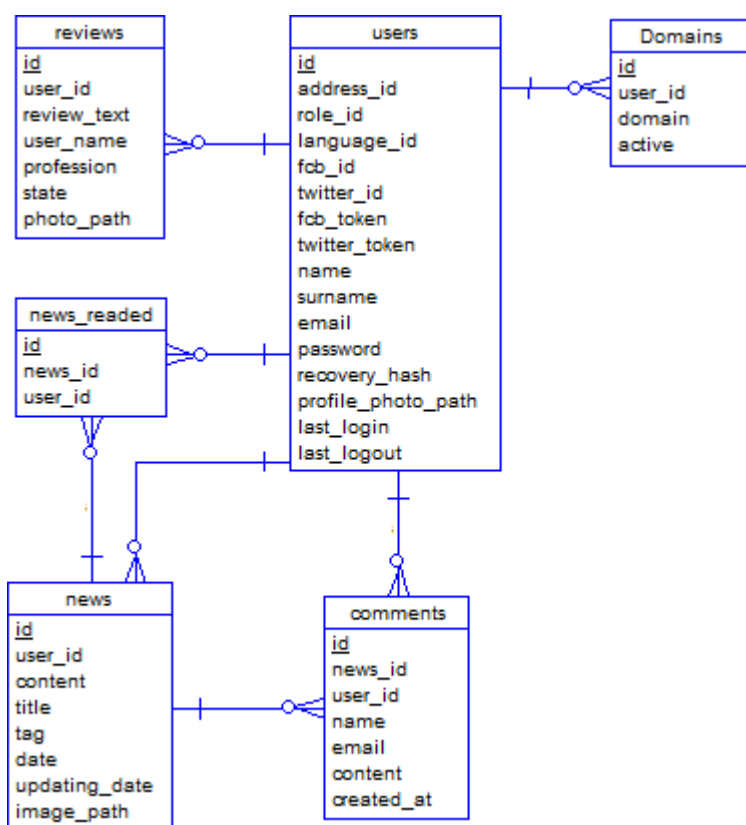 reviews
id
user_id
review_text
user_name
profession
state
photo_path
users
id
address_id
role_id
language_id
fcb_id
twitter_id
fcb_token
twitter_token
name
surname
email
password
recovery_hash
profile_photo_path
last_login
last_logout
Domains
id
user_id
domain
active
news_readed
id
news_id
user_id
news
id
user_id
content
title
tag
date
updating_date
image_path
comments
id
news_id
user_id
name
email
content
created_at